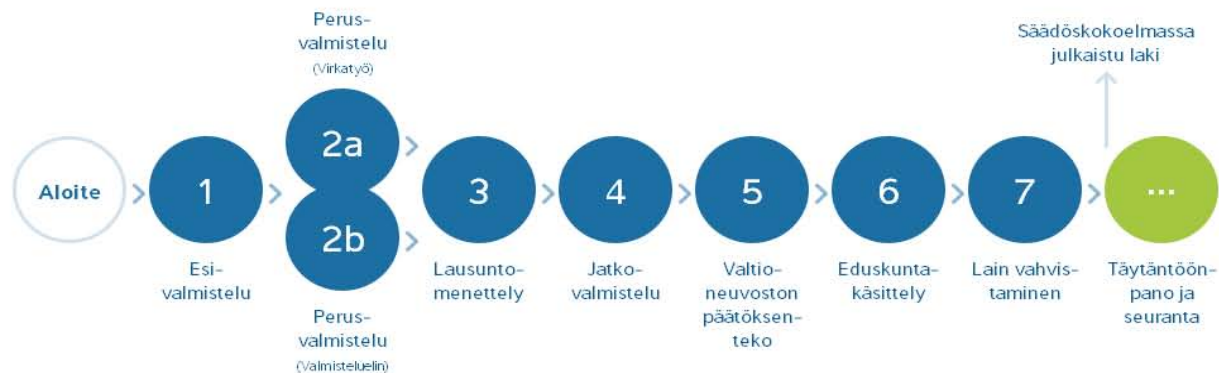 Aloite
1
Esi-
valmistelu
Perus-
valmistelu
(Virkatyö)
2a
2b
Perus-
valmistelu
(Valmisteluelin)
3
Lausunto-
menettely
4
Jatko-
valmistelu
5
Valtio-
neuvoston
päätöksen-
teko
6
Eduskunta-
käsittely
7
Lain vahvis-
taminen
Säädöskokoelmassa
julkaistu laki
...
Täytäntöön-
pano ja
seuranta